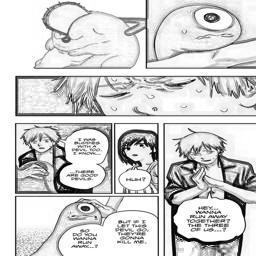 HEY...
WANNA
RUN AWAY
TOGETHER?
THE THREE
OF US...?
HUH?
I WAS
BUDDIES
WITH A
DEVIL TOO,
I KNOW...
...THERE
ARE GOOD
DEVILS.
BUT IF I
LET THIS
DEVIL GO,
THEY'RE
GONNA
KILL ME.
SO DO
YOU WANNA
RUN
AWAY...?